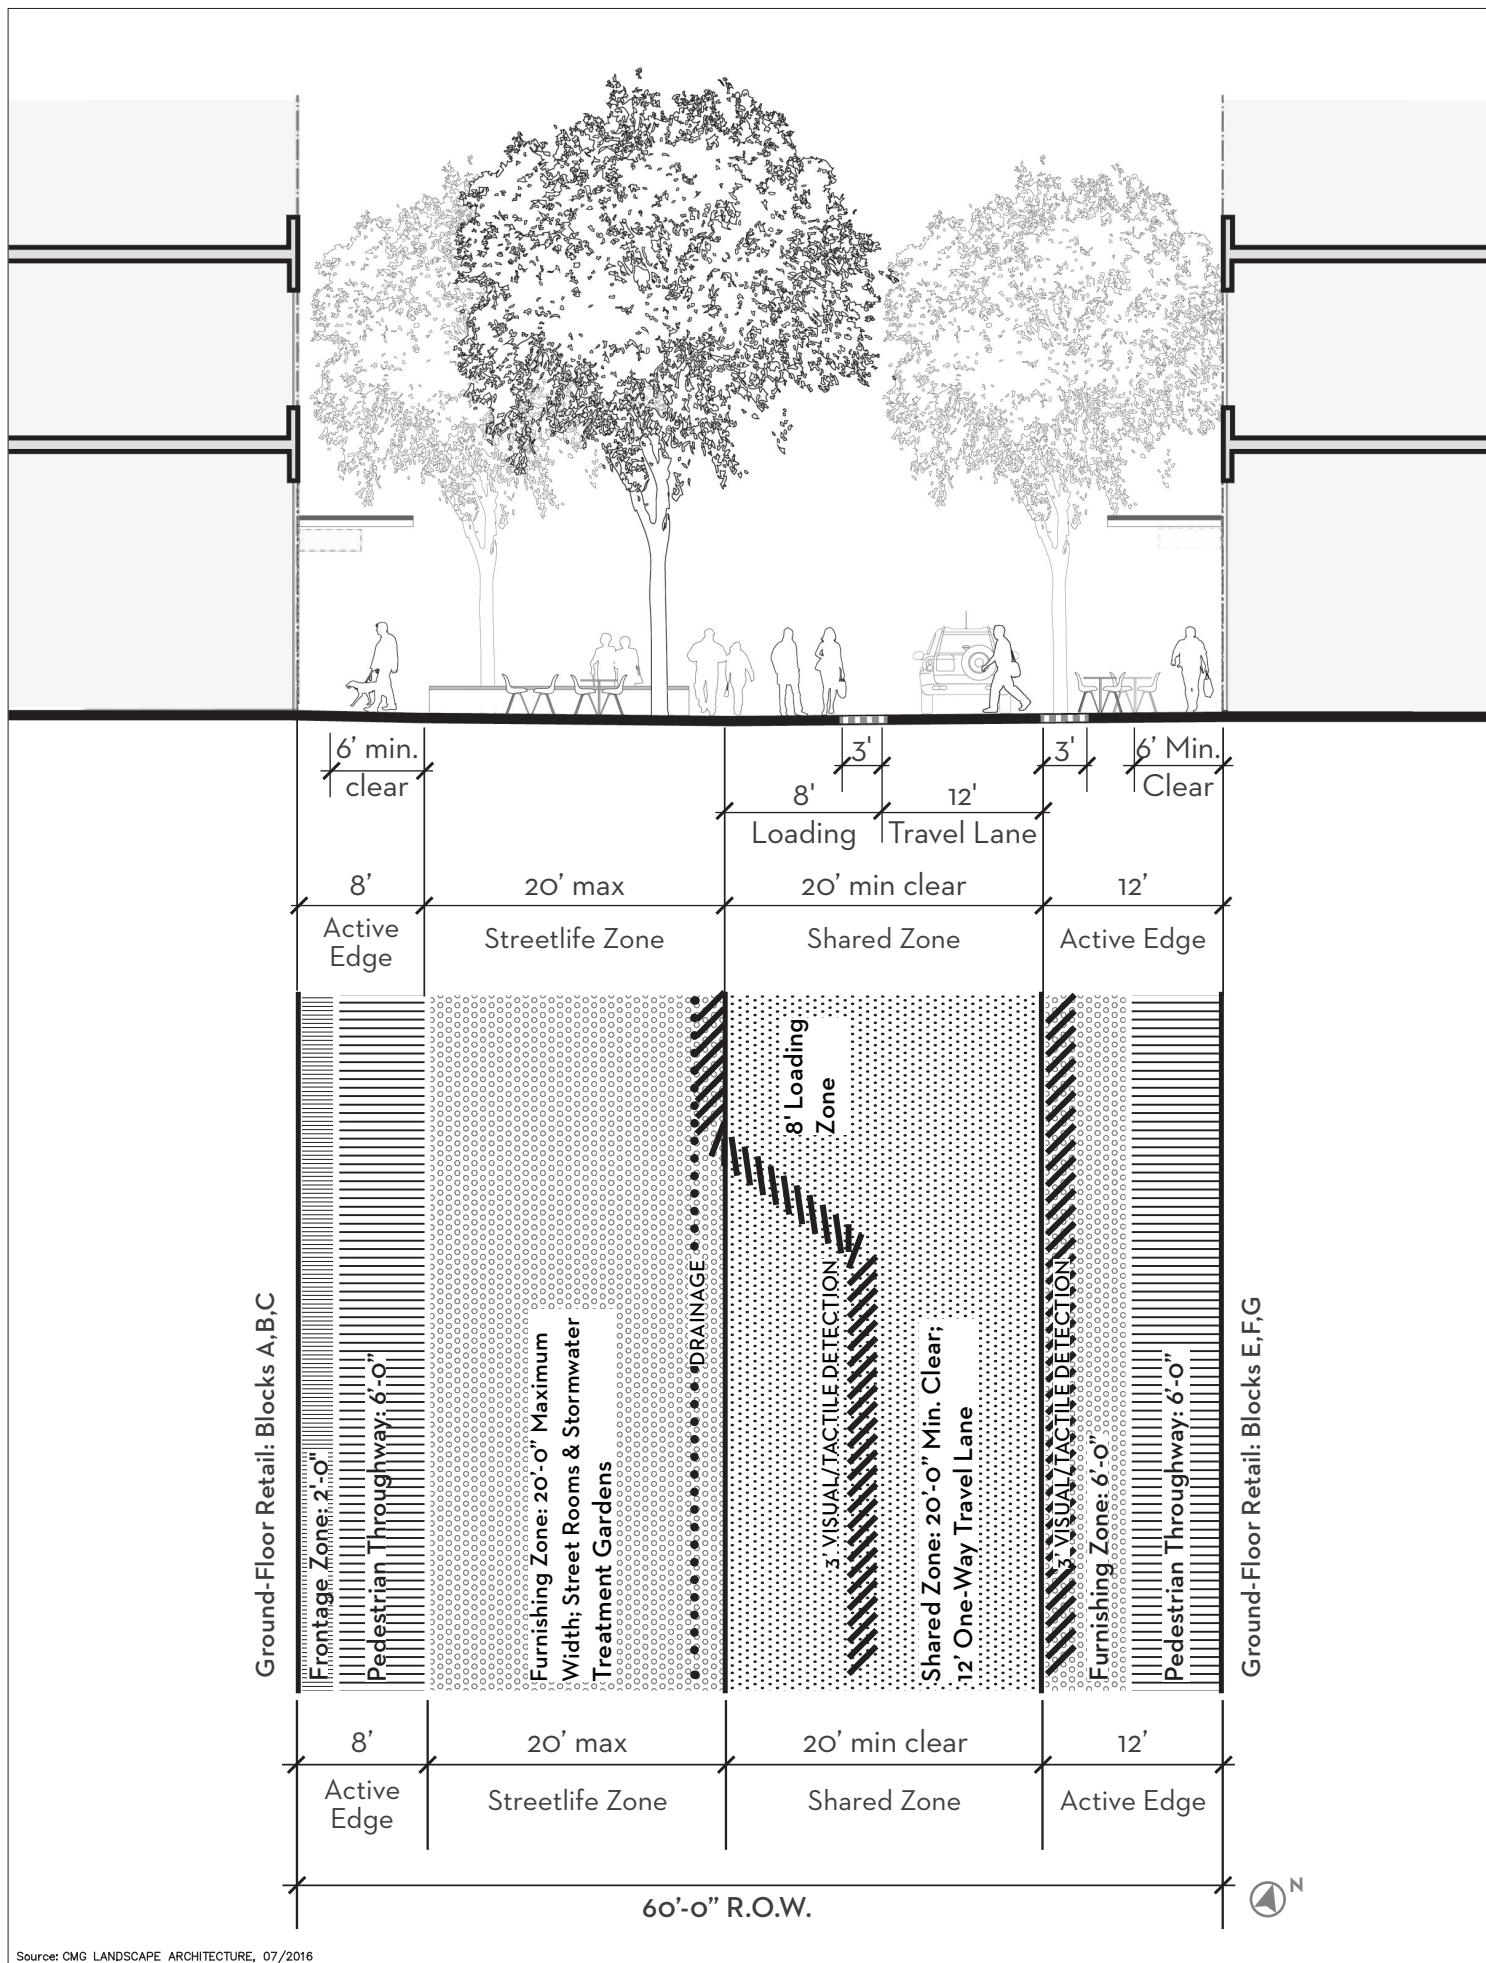 6’ min.
clear
3'
3'
6’ Min.
Clear
8'
Loading
12'
Travel Lane
8’
20’ max
20’ min clear
12’
Active
Edge
Streetlife Zone
Shared Zone
Active Edge
Ground-Floor Retail: Blocks A,B,C
Frontage Zone: 2’-0"
Pedestrian Throughway: 6’-0”
Furnishing Zone: 20’-0” Maximum
Width; Street Rooms & Stormwater
Treatment Gardens
DRAINAGE
8' Loading
Zone
3’ VISUAL/TACTILE DETECTION
Shared Zone: 20’-0” Min. Clear;
12’ One-Way Travel Lane
3’ VISUAL/TACTILE DETECTION
Furnishing Zone: 6’-0”
Pedestrian Throughway: 6’-0”
Ground-Floor Retail: Blocks E,F,G
8’
20’ max
20’ min clear
12’
Active
Edge
Streetlife Zone
Shared Zone
Active Edge
60’-0” R.O.W.
N
Source: CMG LANDSCAPE ARCHITECTURE, 07/2016